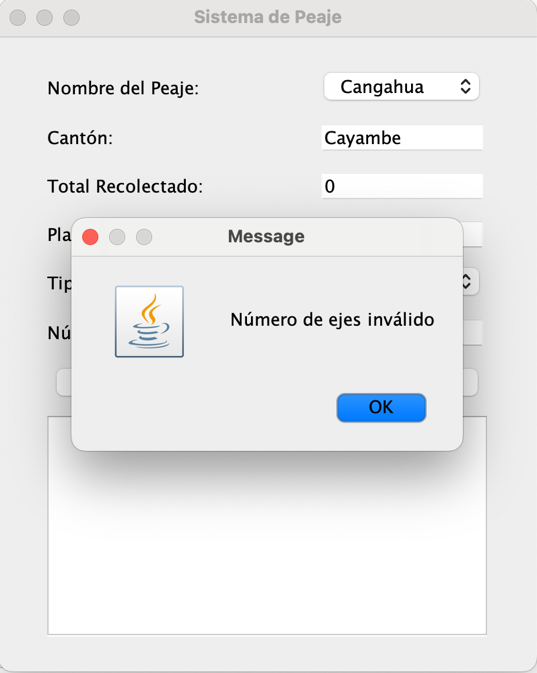 Sistema de Peaje
Nombre del Peaje:
Cangahua
Cantón:
Cayambe
Total Recolectado:
0
Message
Número de ejes inválido
OK